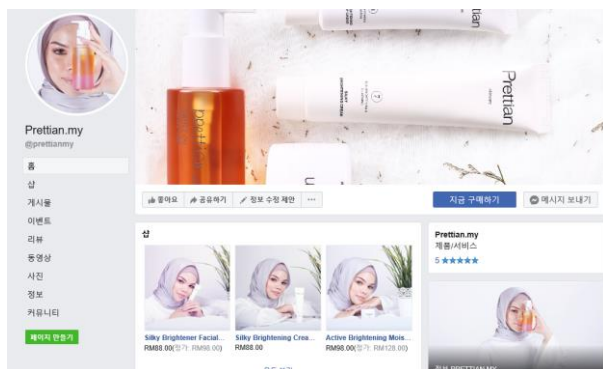 Prettian.my
@prettianmy
홈
샵
게시물
이벤트
리뷰
동영상
사진
정보
커뮤니티
페이지 만들기
Prettian
좋아요 공유하기 정보 수정 제안 ...
지금 구매하기 메시지 보내기
샵
Silky Brightener Facial...
RM88.00(정가: RM98.00)
Silky Brightening Crea...
RM88.00
Active Brightening Mois...
RM98.00(정가: RM128.00)
Prettian.my
제품/서비스
5 ★★★★★